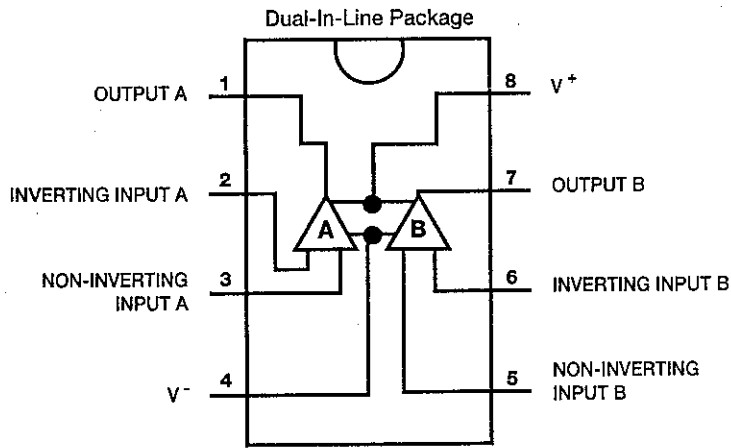 Dual-In-Line Package
OUTPUT A 1
8 V+
INVERTING INPUT A 2
7 OUTPUT B
A B
NON-INVERTING
INPUT A 3
6 INVERTING INPUT B
V- 4
5 NON-INVERTING
INPUT B